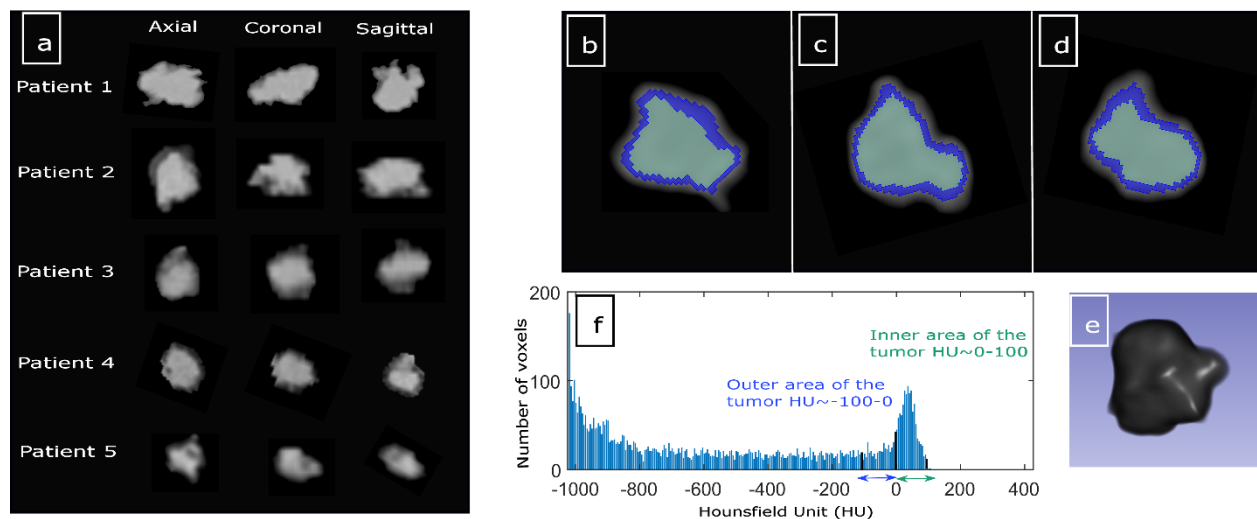 a
Axial Coronal Sagittal
Patient 1
Patient 2
Patient 3
Patient 4
Patient 5
b
c
d
f
200
100
0
Number of voxels
Inner area of the
tumor HU~0-100
Outer area of the
tumor HU~-100-0
-1000 -800 -600 -400 -200 0 200 400
Hounsfield Unit (HU)
e